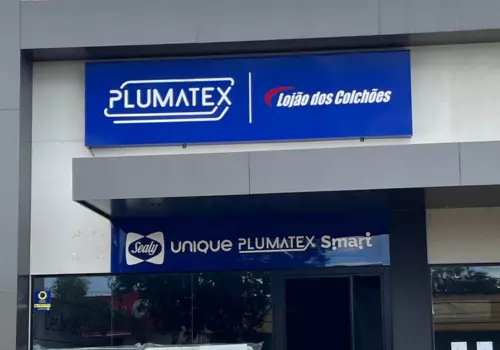 PLUMATEX Lojão dos Colchões
Sealy UNIQUE PLUMATEX Smart